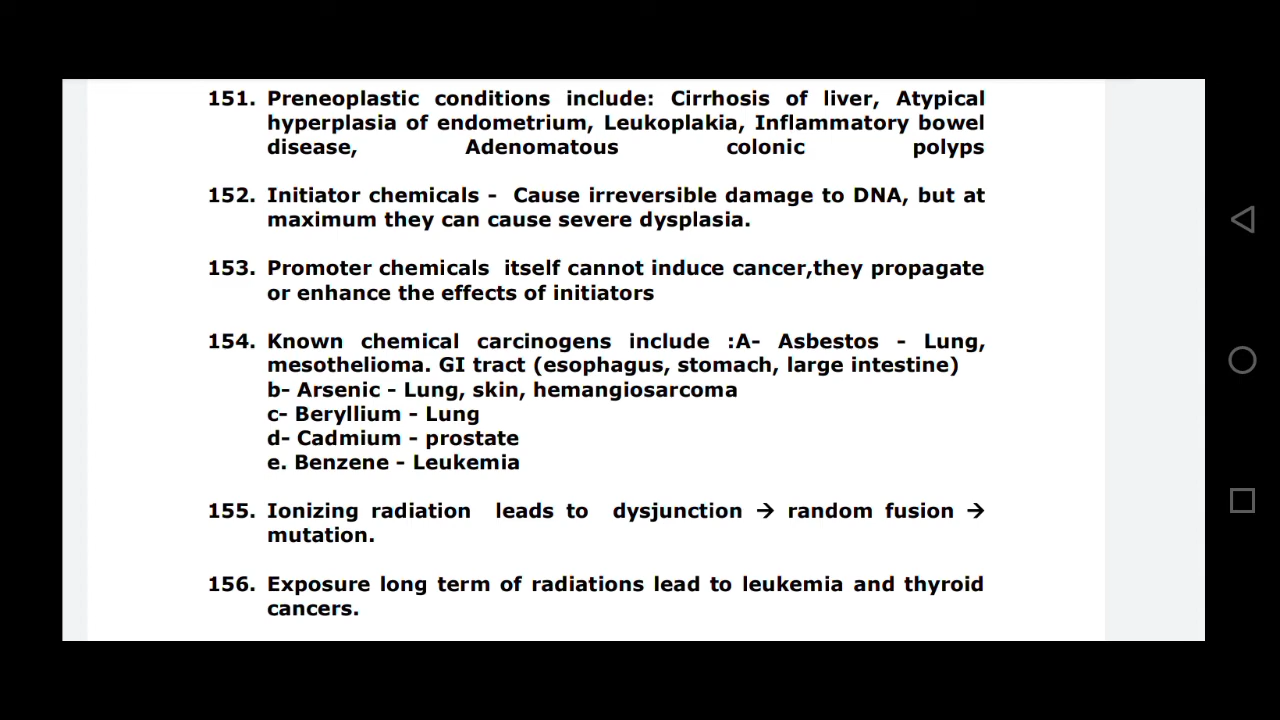 151. Preneoplastic conditions include: Cirrhosis of liver, Atypical
hyperplasia of endometrium, Leukoplakia, Inflammatory bowel
disease, Adenomatous colonic polyps
152. Initiator chemicals - Cause irreversible damage to DNA, but at
maximum they can cause severe dysplasia.
153. Promoter chemicals itself cannot induce cancer,they propagate
or enhance the effects of initiators
154. Known chemical carcinogens include :A- Asbestos - Lung,
mesothelioma. GI tract (esophagus, stomach, large intestine)
b- Arsenic - Lung, skin, hemangiosarcoma
c- Beryllium - Lung
d- Cadmium - prostate
e. Benzene - Leukemia
155. Ionizing radiation leads to dysjunction → random fusion →
mutation.
156. Exposure long term of radiations lead to leukemia and thyroid
cancers.